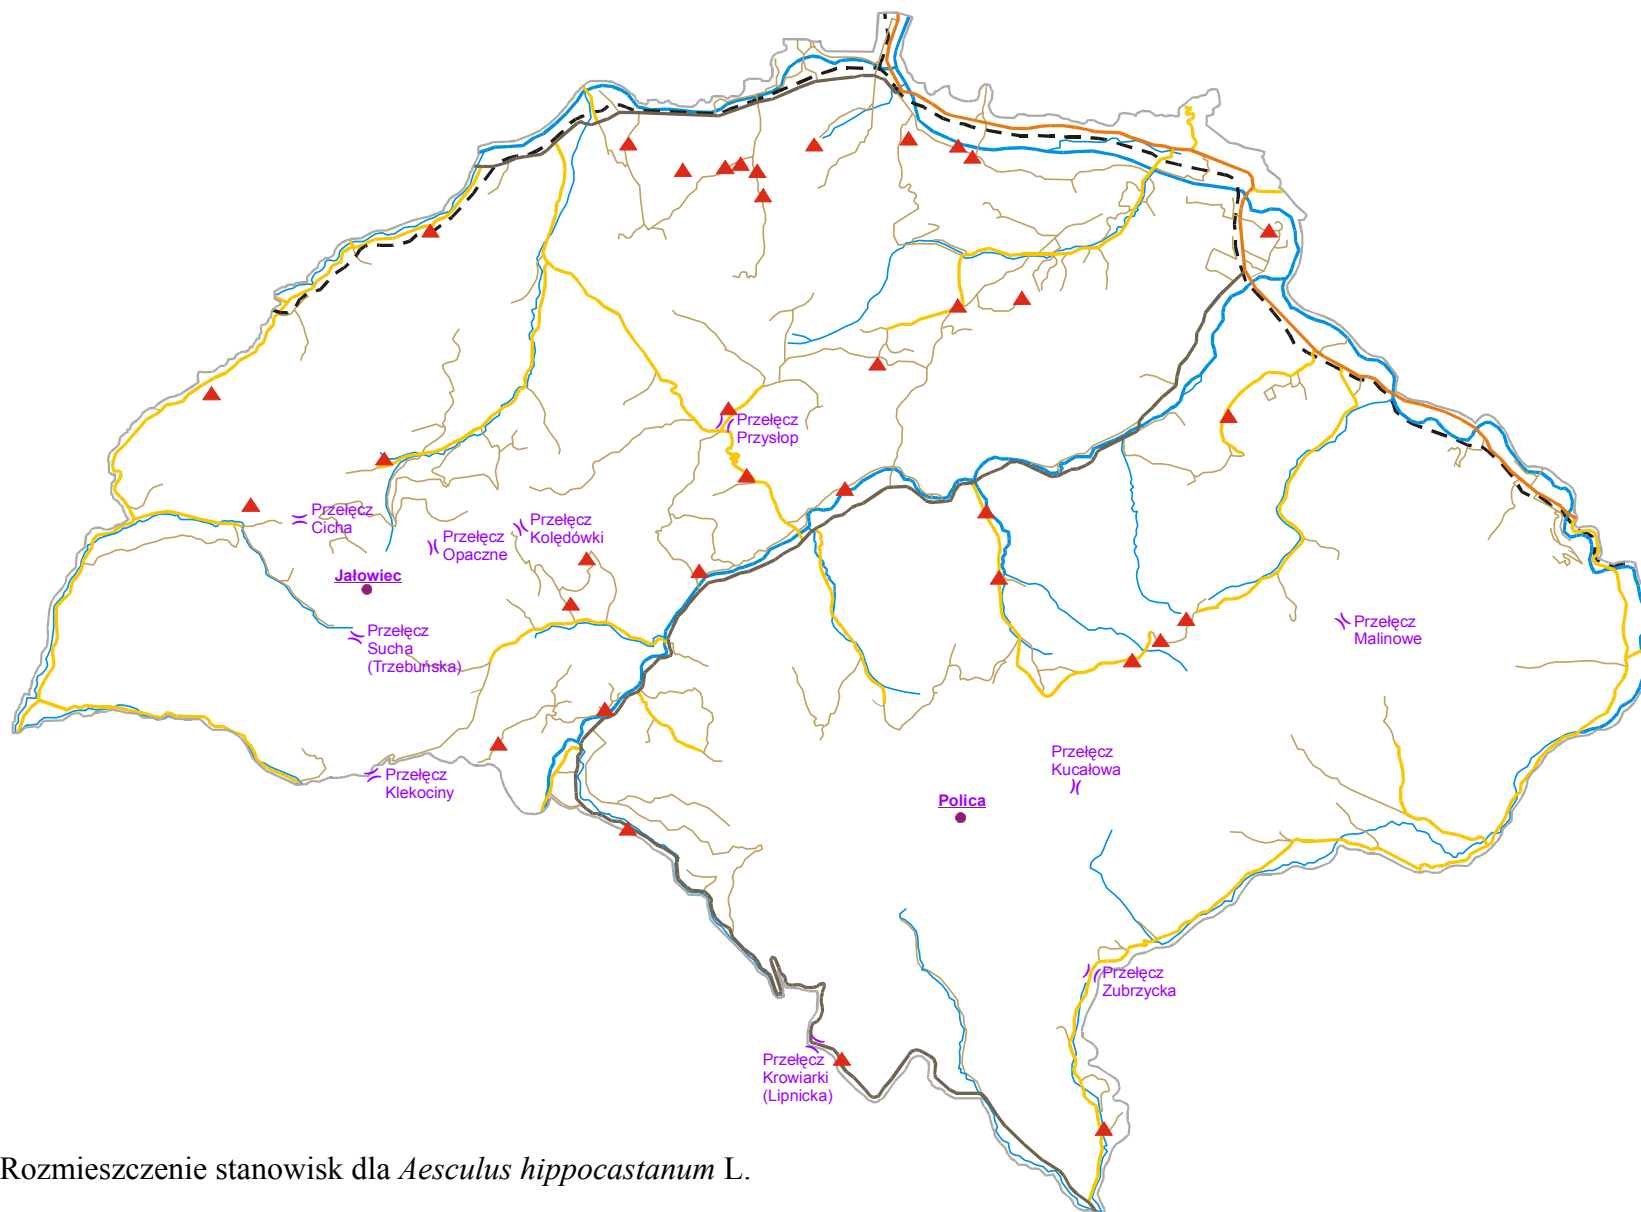 Przełęcz
Przysłop
Przełęcz
Cicha
Przełęcz
Kolędówki
Przełęcz
Opaczne
Jałowiec
Przełęcz
Sucha
(Trzebuńska)
Przełęcz
Malinowe
Przełęcz
Klekociny
Przełęcz
Kucałowa
Polica
Przełęcz
Zubrzycka
Przełęcz
Krowiarki
(Lipnicka)
Rozmieszczenie stanowisk dla Aesculus hippocastanum L.